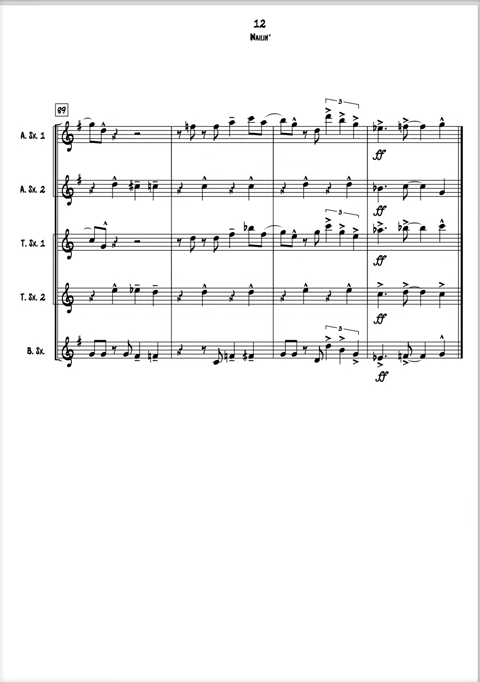 12
Nailin'
89
A. Sx. 1
3
ff
A. Sx. 2
ff
T. Sx. 1
3
ff
T. Sx. 2
ff
B. Sx.
3
ff